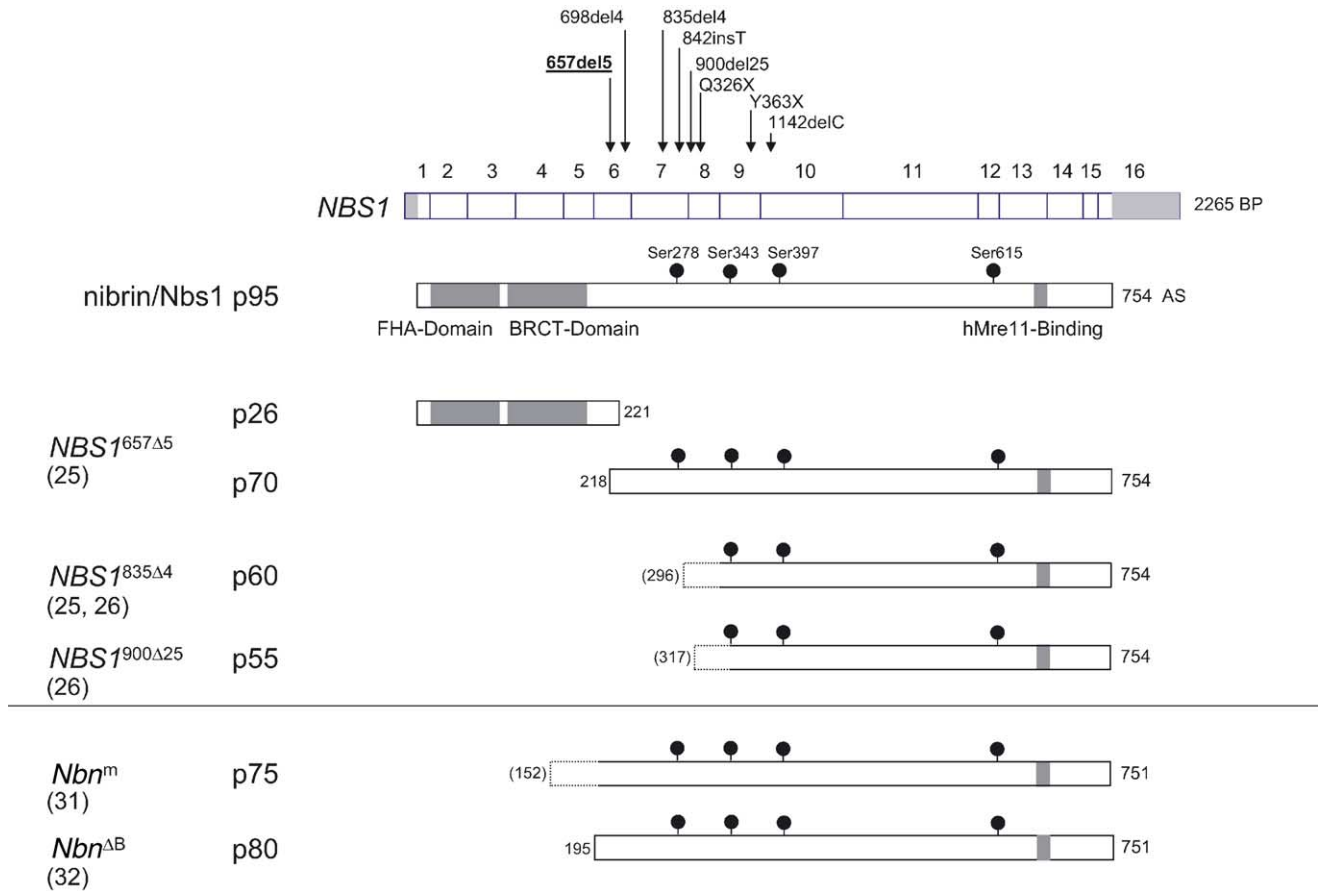 698del4 835del4
842insT
657del5 900del25
Q326X
Y363X
1142delC
1 2 3 4 5 6 7 8 9 10 11 12 13 14 15 16
NBS1 2265 BP
Ser278 Ser343 Ser397 Ser615
nibrin/Nbs1 p95 754 AS
FHA-Domain BRCT-Domain hMre11-Binding
p26 221
NBS1657Δ5
(25)
p70 218 754
NBS1835Δ4 p60 (296) 754
(25, 26)
NBS1900Δ25 p55 (317) 754
(26)
Nbnm p75 (152) 751
(31)
NbnΔB p80 195 751
(32)